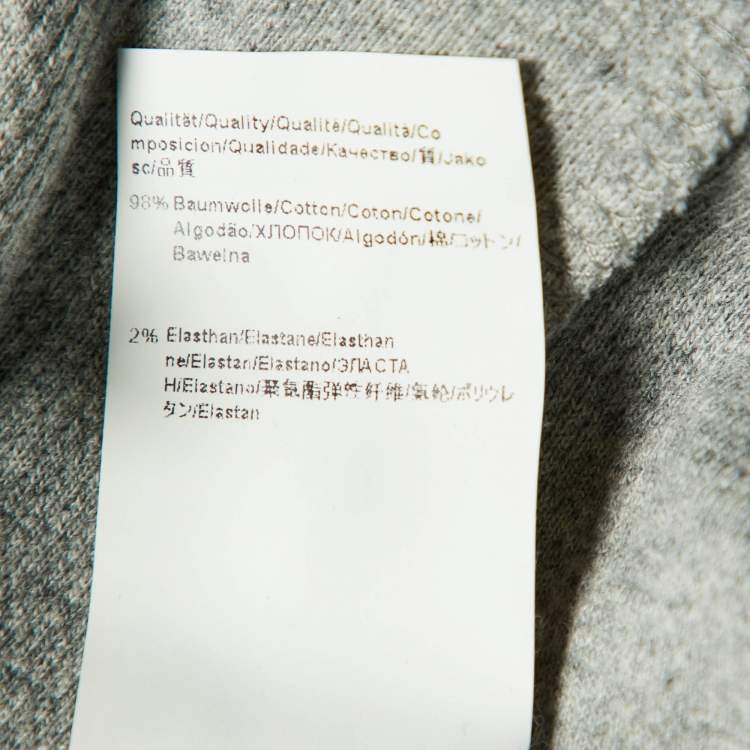 Qualität/Quality/Qualité/Qualità/Co
mposicion/Qualidade/Качество/質/Jako
sc/品質
98% Baumwolle/Cotton/Coton/Cotone/
Algodão/ХЛОПОК/Algodón/棉/コットン/
Bawelna
2% Elasthan/Elastane/Elasthan
ne/Elastan/Elastano/ЭЛАСТА
Н/Elastano/聚氨酯弹性纤维/氨纶/ポリウレ
タン/Elastan